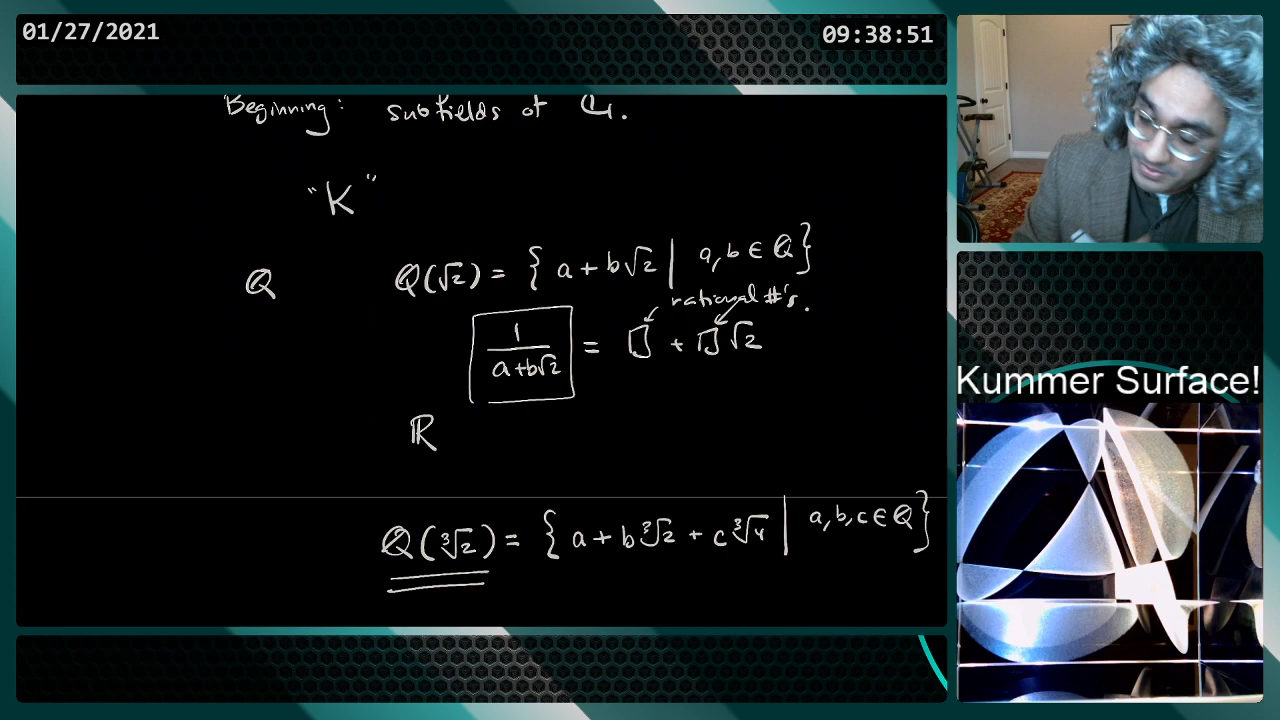 01/27/2021
09:38:51
Beginning: subfields of ℂ.
"K"
ℚ ℚ(√2) = { a + b√2 | a, b ∈ ℚ}
rational #'s.
1/(a+b√2) = □ + □√2
ℝ
ℚ(∛2) = { a + b∛2 + c∛4 | a, b, c ∈ ℚ}
Kummer Surface!